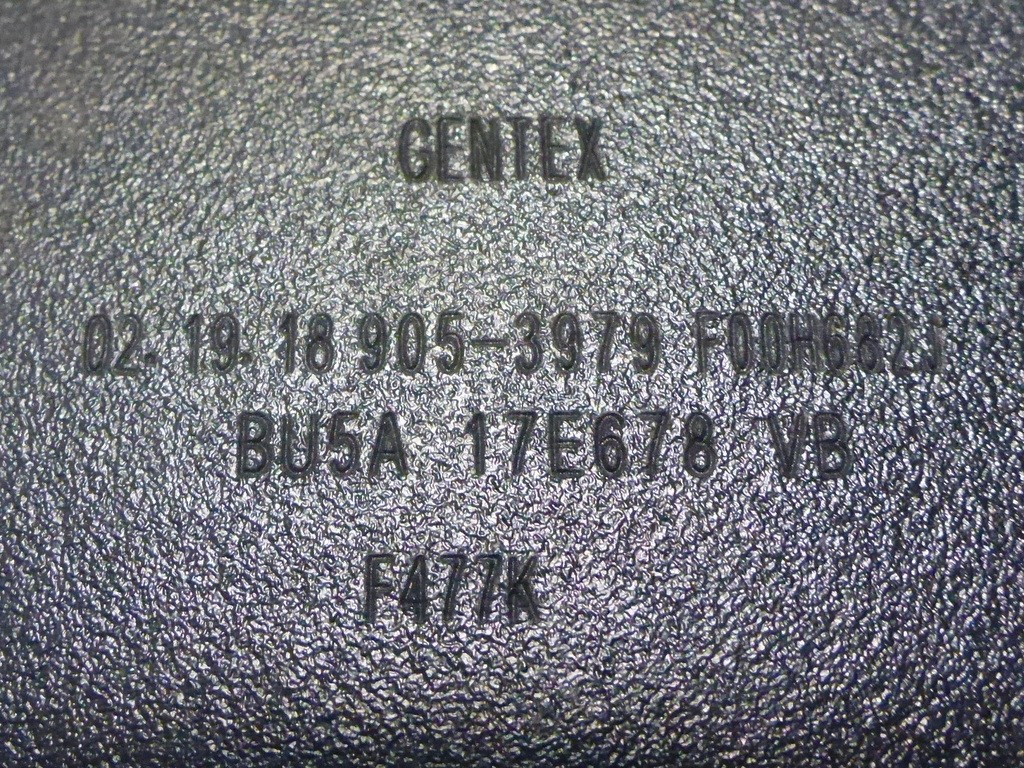 GENTEX
02.19.18 905-3979 F00H682J
BU5A 17E678 VB
F477K